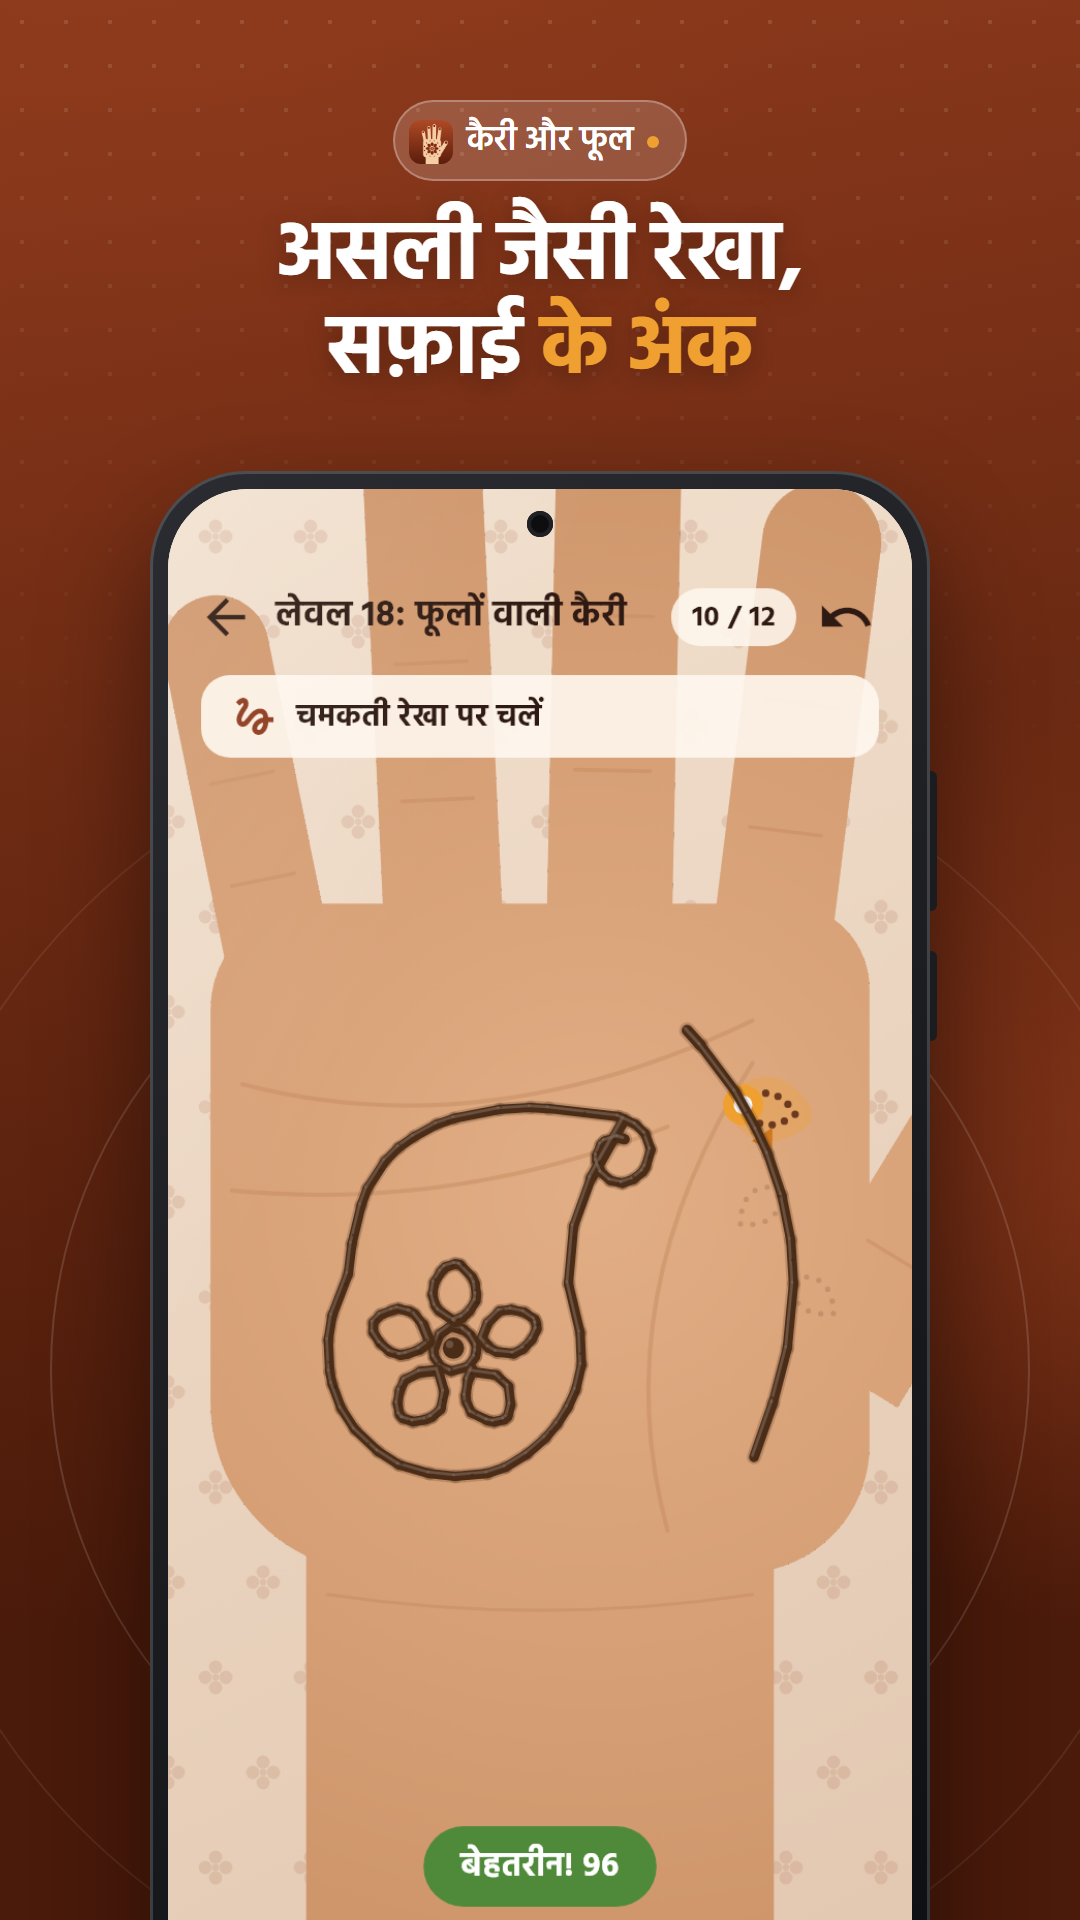 कैरी और फूल
असली जैसी रेखा,
सफ़ाई के अंक
लेवल 18: फूलों वाली कैरी
10 / 12
चमकती रेखा पर चलें
बेहतरीन! 96